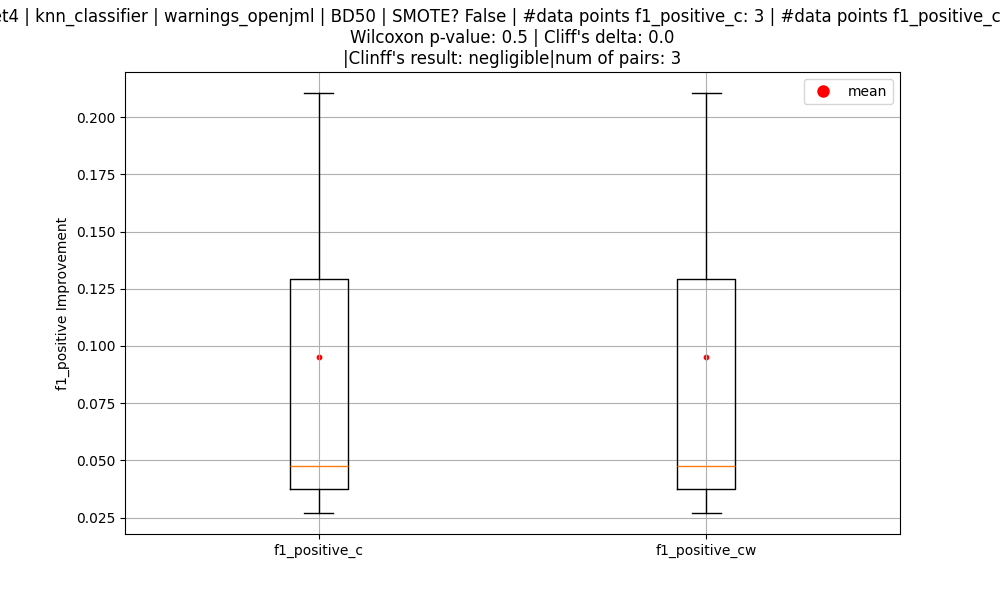 et4 | knn_classifier | warnings_openjml | BD50 | SMOTE? False | #data points f1_positive_c: 3 | #data points f1_positive_c
Wilcoxon p-value: 0.5 | Cliff's delta: 0.0
|Clinff's result: negligible|num of pairs: 3
mean
0.200
0.175
0.150
0.125
0.100
0.075
0.050
0.025
f1_positive Improvement
f1_positive_c
f1_positive_cw